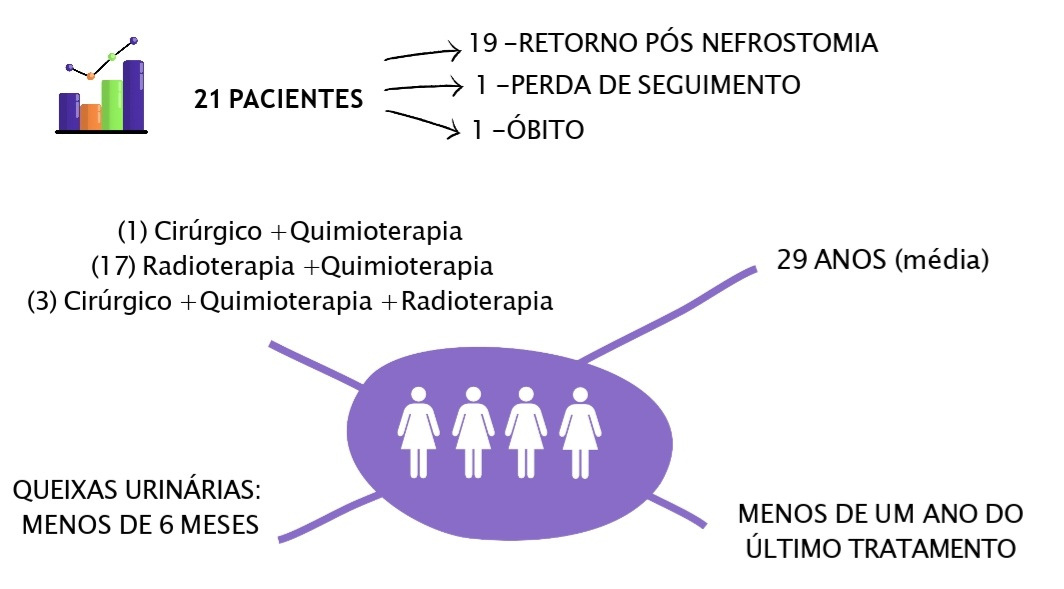 21 PACIENTES
19 –RETORNO PÓS NEFROSTOMIA
1 –PERDA DE SEGUIMENTO
1 –ÓBITO
(1) Cirúrgico +Quimioterapia
(17) Radioterapia +Quimioterapia
(3) Cirúrgico +Quimioterapia +Radioterapia
29 ANOS (média)
QUEIXAS URINÁRIAS:
MENOS DE 6 MESES
MENOS DE UM ANO DO
ÚLTIMO TRATAMENTO